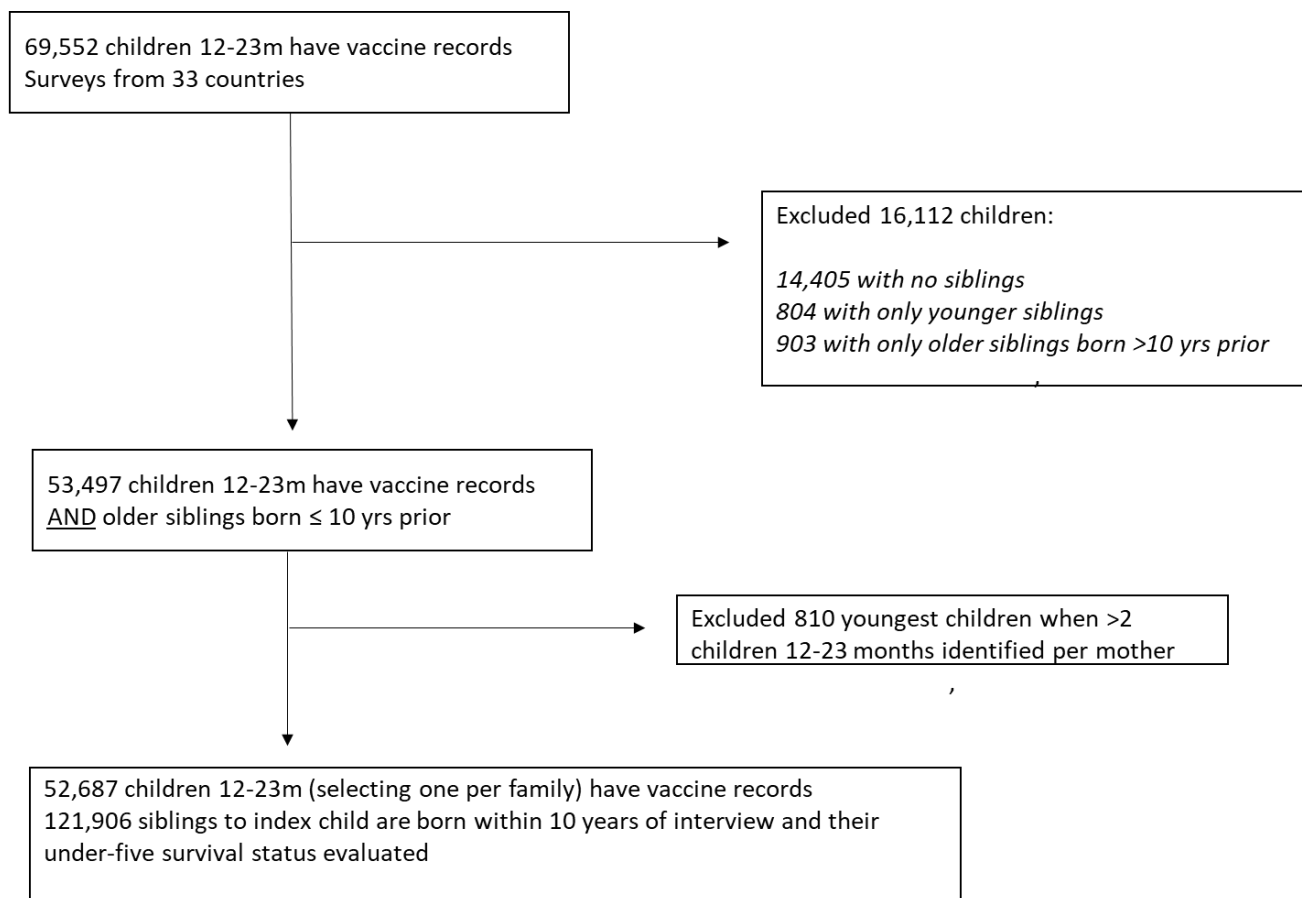 69,552 children 12-23m have vaccine records
Surveys from 33 countries
Excluded 16,112 children:
14,405 with no siblings
804 with only younger siblings
903 with only older siblings born >10 yrs prior
,
53,497 children 12-23m have vaccine records
AND older siblings born ≤ 10 yrs prior
Excluded 810 youngest children when >2
children 12-23 months identified per mother
,
52,687 children 12-23m (selecting one per family) have vaccine records
121,906 siblings to index child are born within 10 years of interview and their
under-five survival status evaluated